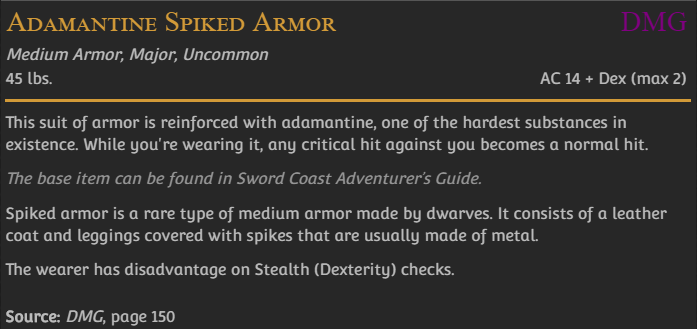 Adamantine Spiked Armor DMG
Medium Armor, Major, Uncommon
45 lbs. AC 14 + Dex (max 2)
This suit of armor is reinforced with adamantine, one of the hardest substances in
existence. While you're wearing it, any critical hit against you becomes a normal hit.
The base item can be found in Sword Coast Adventurer's Guide.
Spiked armor is a rare type of medium armor made by dwarves. It consists of a leather
coat and leggings covered with spikes that are usually made of metal.
The wearer has disadvantage on Stealth (Dexterity) checks.
Source: DMG, page 150